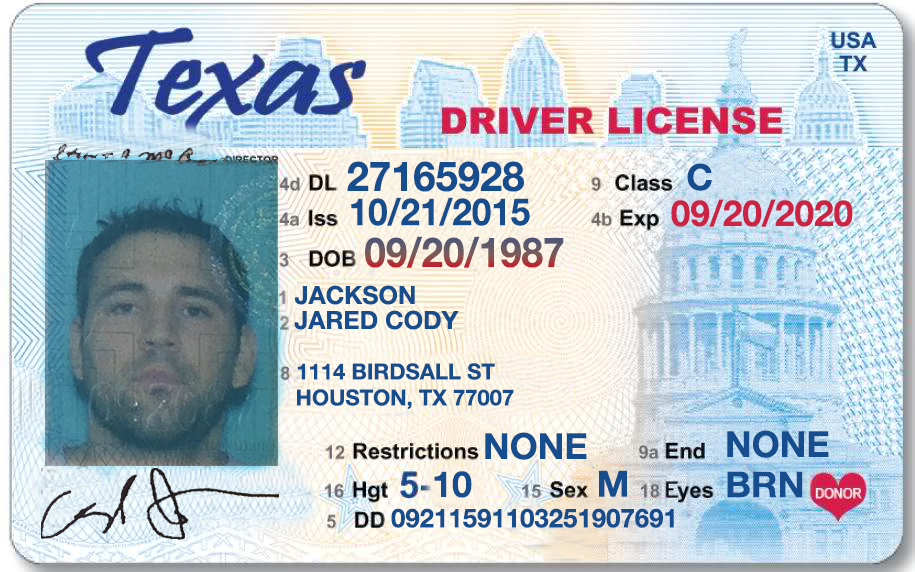 Texas
USA
TX
DRIVER LICENSE
DIRECTOR
4d DL 27165928 9 Class C
4a Iss 10/21/2015 4b Exp 09/20/2020
3 DOB 09/20/1987
1 JACKSON
2 JARED CODY
8 1114 BIRDSALL ST
HOUSTON, TX 77007
12 Restrictions NONE 9a End NONE
16 Hgt 5-10 15 Sex M 18 Eyes BRN DONOR
5 DD 09211591103251907691